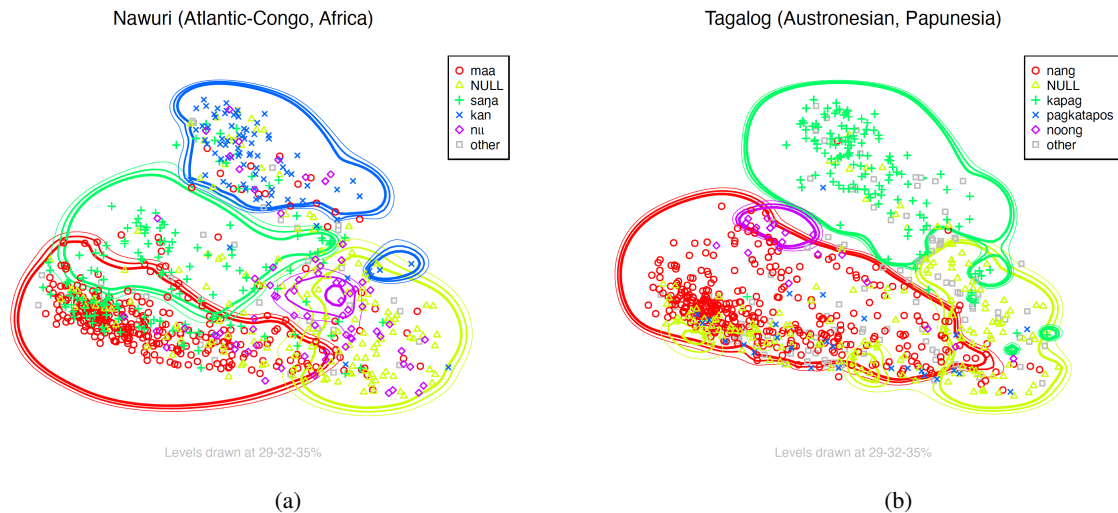 Nawuri (Atlantic-Congo, Africa)
maa
NULL
saŋa
kan
nɩɩ
other
Levels drawn at 29-32-35%
(a)
Tagalog (Austronesian, Papunesia)
nang
NULL
kapag
pagkatapos
noong
other
Levels drawn at 29-32-35%
(b)